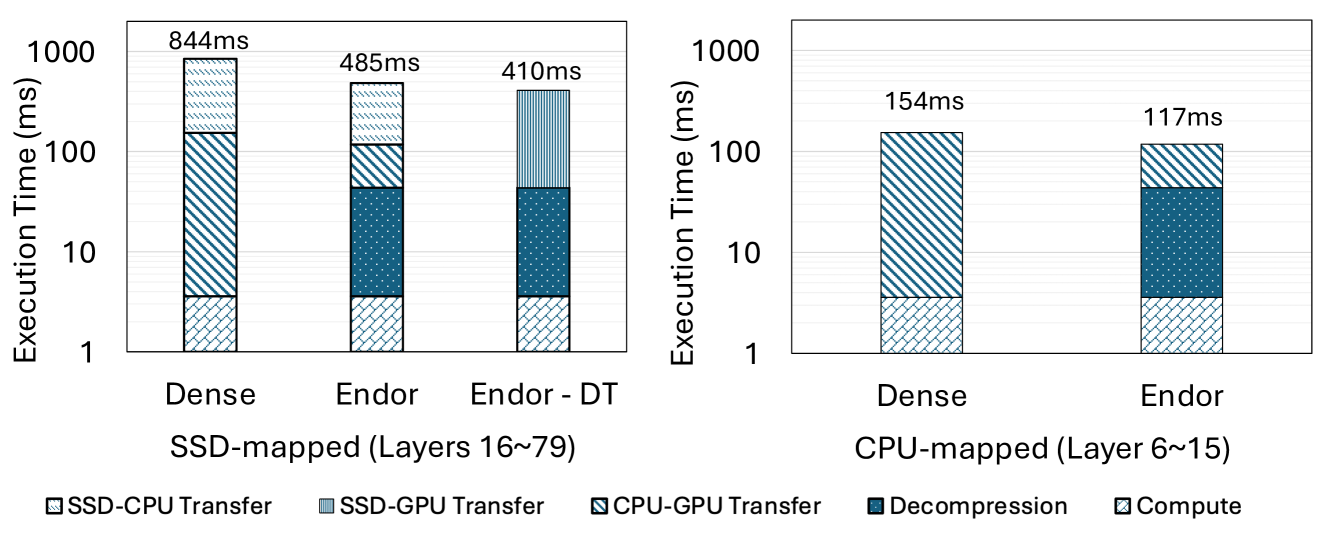 Execution Time (ms)
1000
100
10
1
844ms
485ms
410ms
Dense Endor Endor - DT
SSD-mapped (Layers 16~79)
Execution Time (ms)
1000
100
10
1
154ms
117ms
Dense Endor
CPU-mapped (Layer 6~15)
SSD-CPU Transfer SSD-GPU Transfer CPU-GPU Transfer Decompression Compute